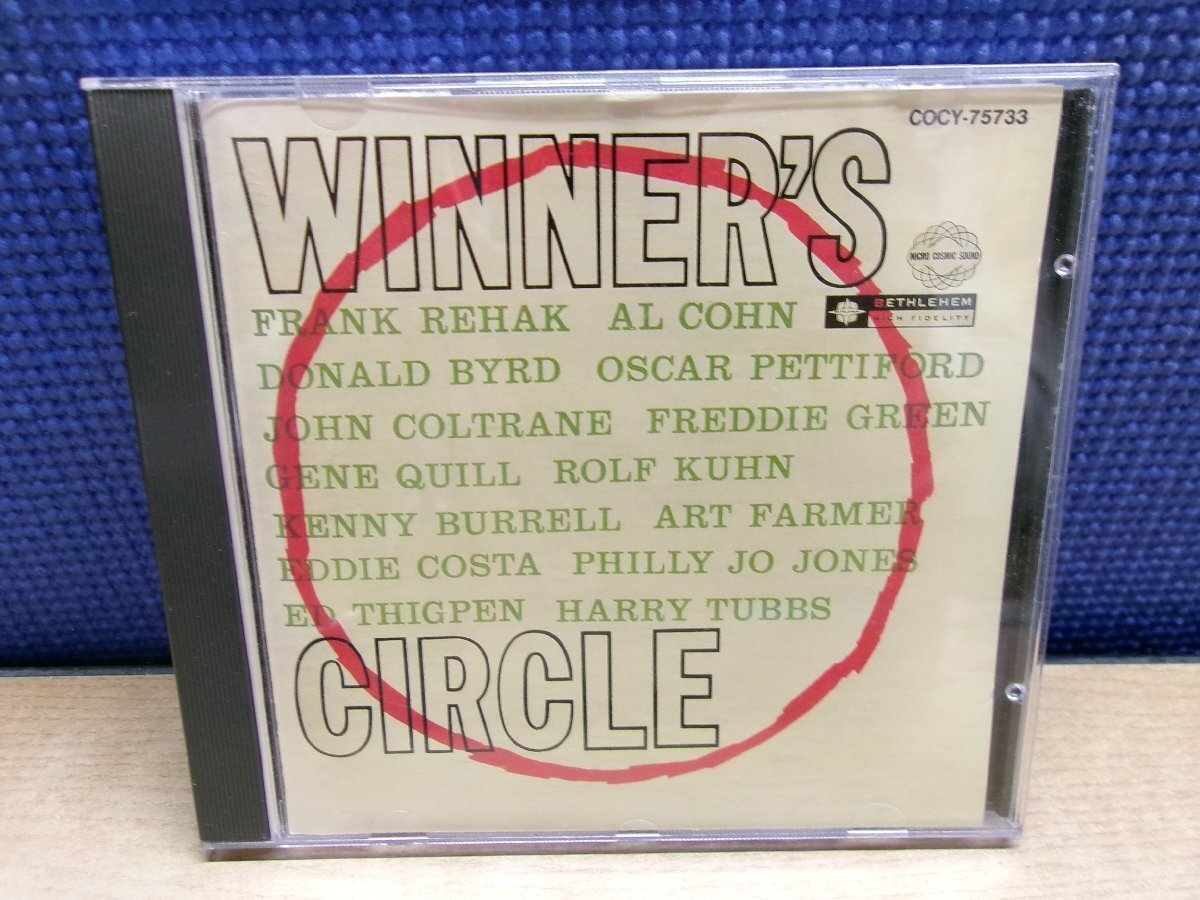 COCY-75733
WINNER'S
MICRO COSMIC SOUND
BETHLEHEM
HIGH FIDELITY
FRANK REHAK AL COHN
DONALD BYRD OSCAR PETTIFORD
JOHN COLTRANE FREDDIE GREEN
GENE QUILL ROLF KUHN
KENNY BURRELL ART FARMER
EDDIE COSTA PHILLY JO JONES
ED THIGPEN HARRY TUBBS
CIRCLE